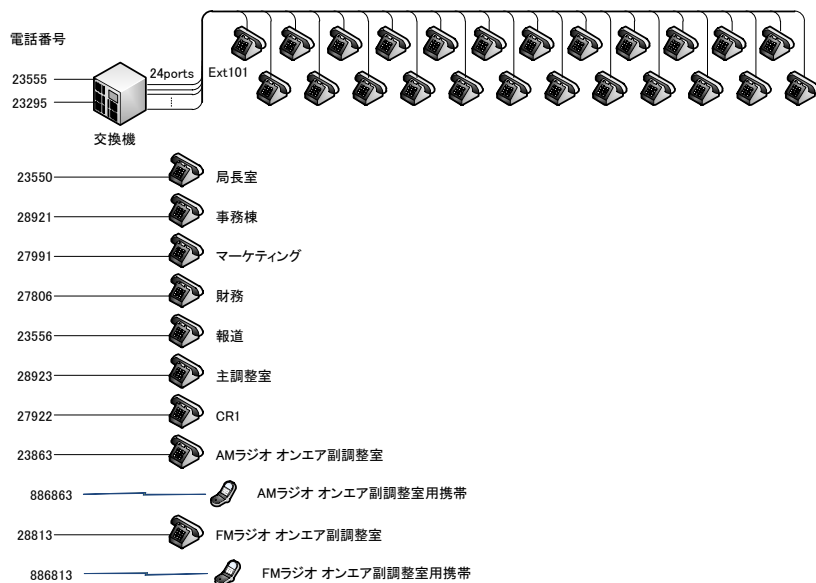 電話番号
23555
23295
24ports
Ext101
交換機
23550 局長室
28921 事務棟
27991 マーケティング
27806 財務
23556 報道
28923 主調整室
27922 CR1
23863 AMラジオ オンエア副調整室
886863 AMラジオ オンエア副調整室用携帯
28813 FMラジオ オンエア副調整室
886813 FMラジオ オンエア副調整室用携帯